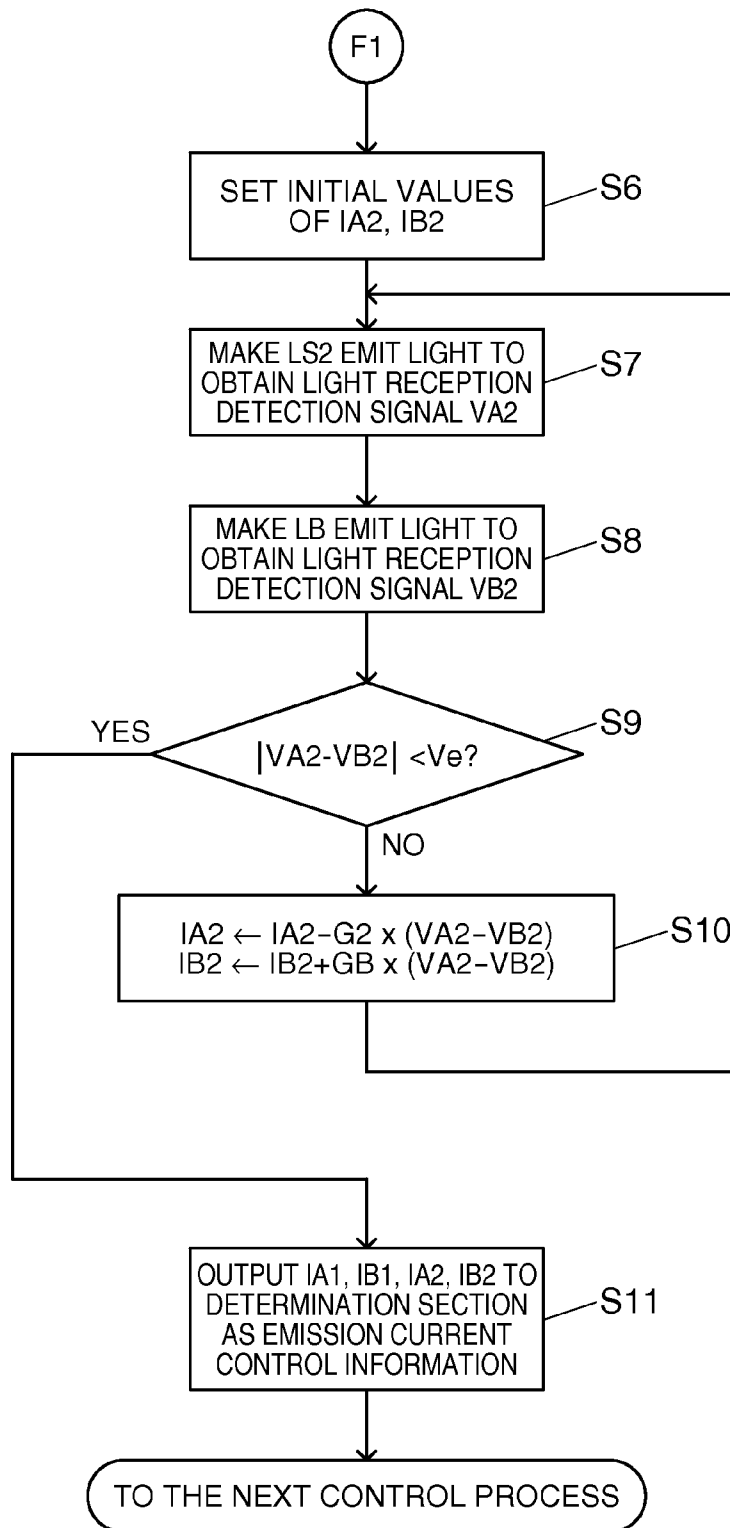 F1
SET INITIAL VALUES
OF IA2, IB2
S6
MAKE LS2 EMIT LIGHT TO
OBTAIN LIGHT RECEPTION
DETECTION SIGNAL VA2
S7
MAKE LB EMIT LIGHT TO
OBTAIN LIGHT RECEPTION
DETECTION SIGNAL VB2
S8
S9
YES
|VA2-VB2| <Ve?
NO
IA2 ← IA2-G2 x (VA2-VB2)
IB2 ← IB2+GB x (VA2-VB2)
S10
OUTPUT IA1, IB1, IA2, IB2 TO
DETERMINATION SECTION
AS EMISSION CURRENT
CONTROL INFORMATION
S11
TO THE NEXT CONTROL PROCESS